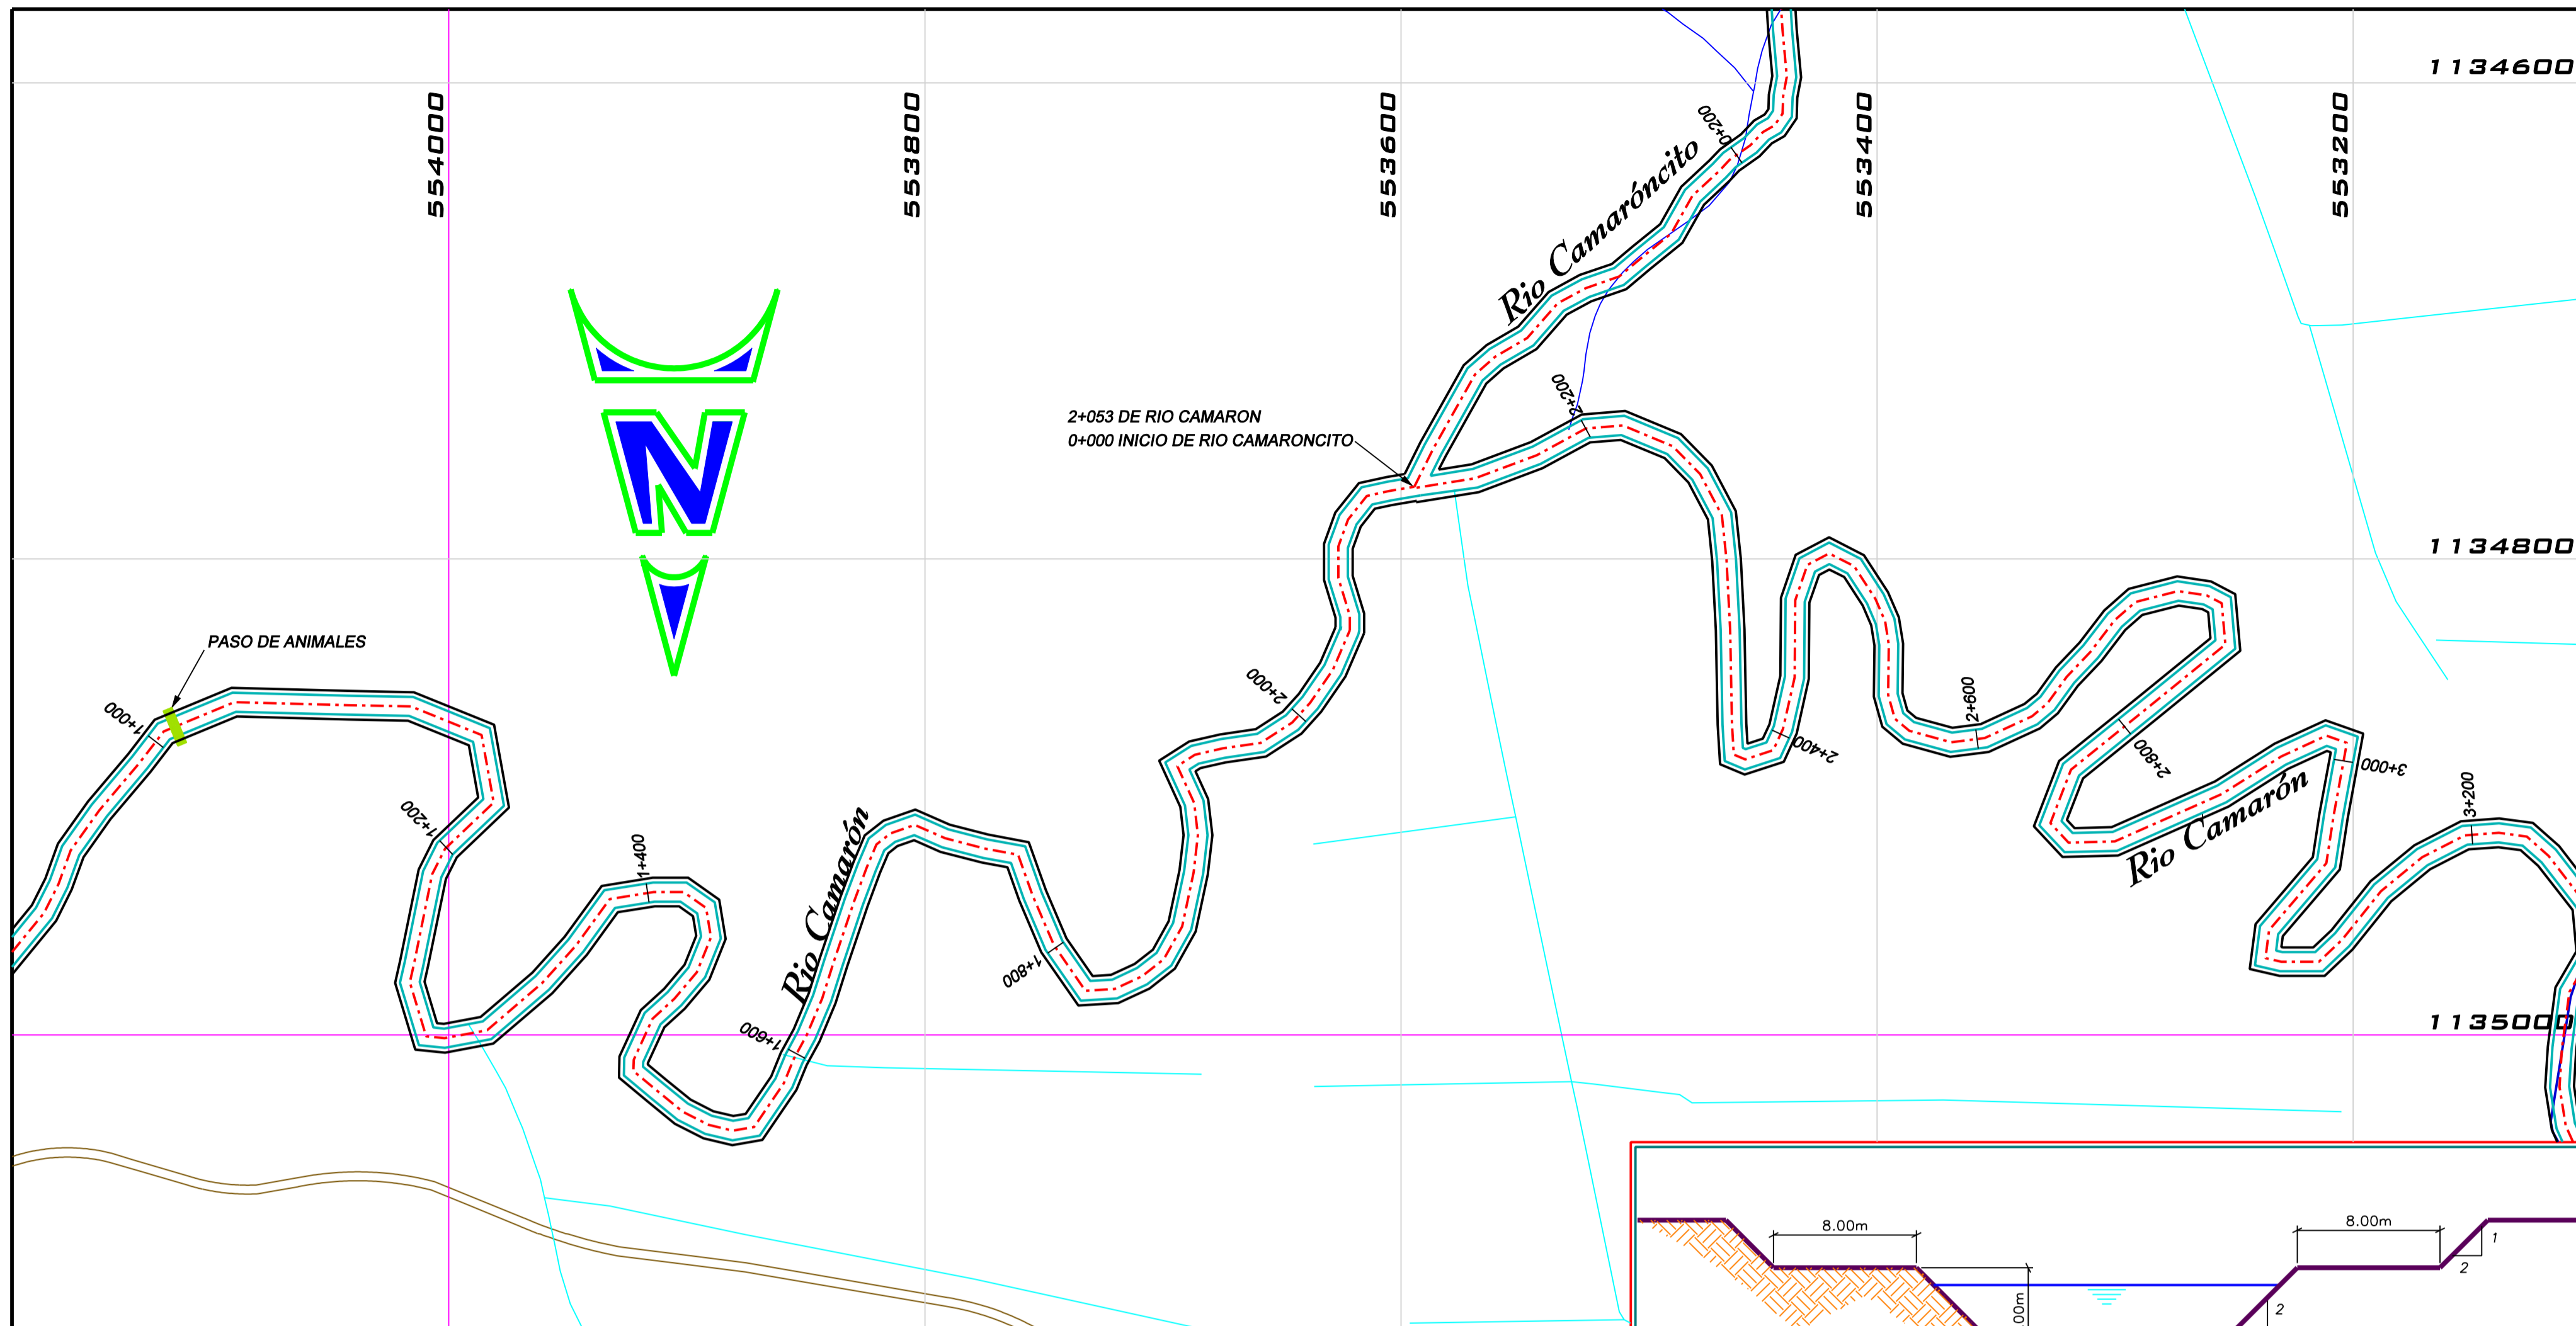 1134600
554000
553800
553600
553400
553200
0+200
Rio Camaróncito
2+200
2+053 DE RIO CAMARON
0+000 INICIO DE RIO CAMARONCITO
1134800
PASO DE ANIMALES
1+000
2+000
2+600
2+400
2+800
3+000
3+200
Rio Camarón
1+200
1+400
Rio Camarón
1+800
1+600
1135000
N
8.00m
8.00m
1
2
2